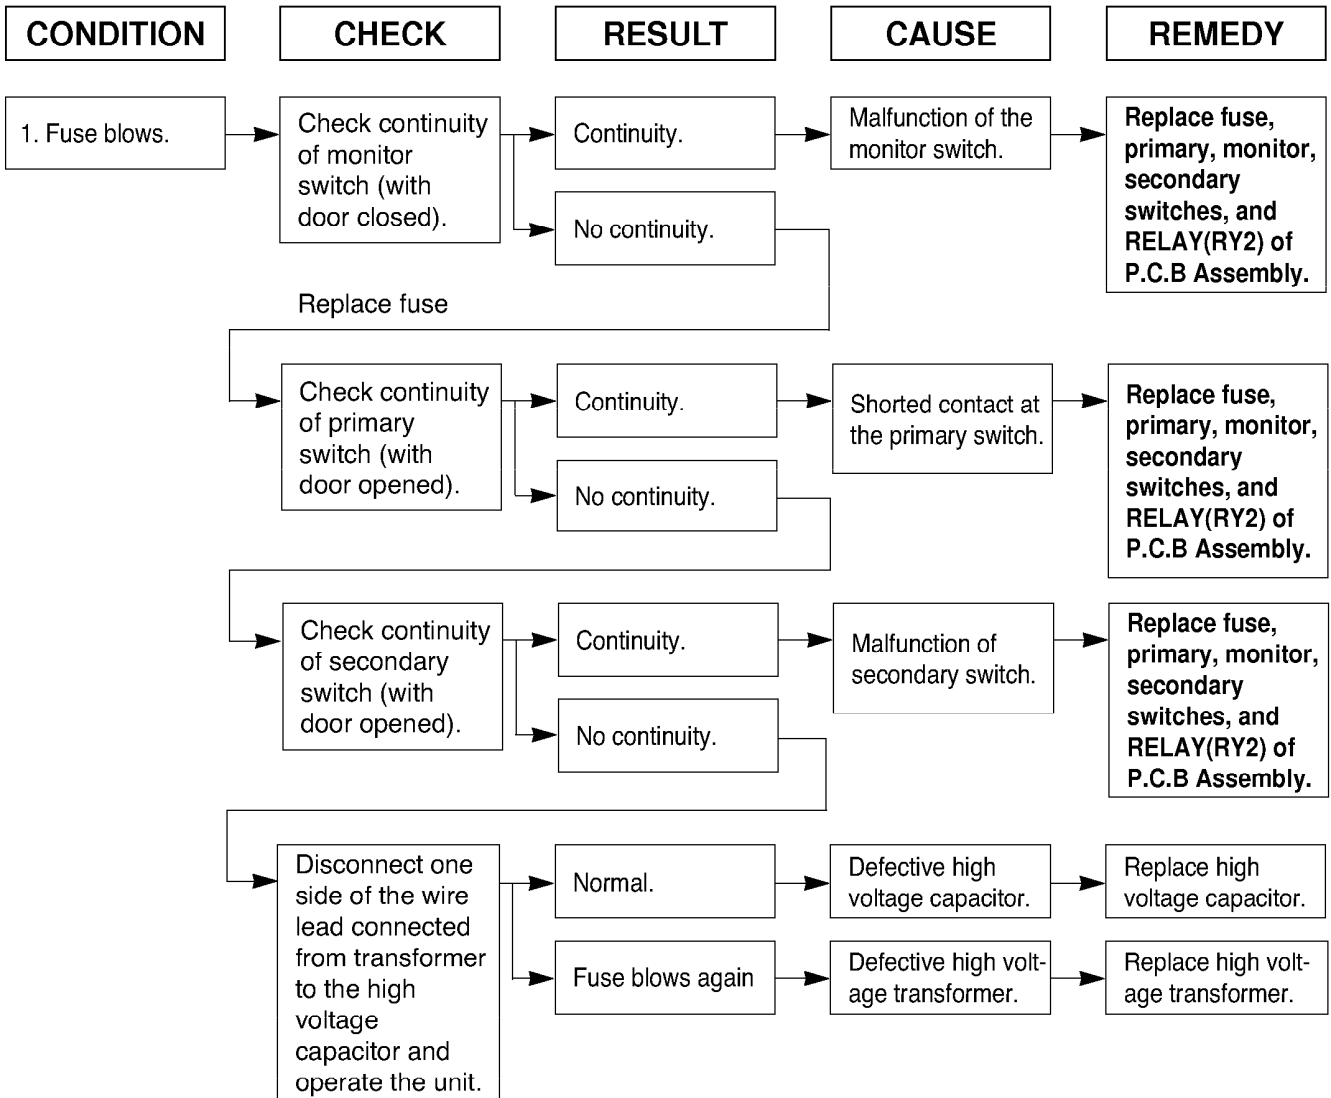 CONDITION
CHECK
RESULT
CAUSE
REMEDY
1. Fuse blows.
Check continuity
of monitor
switch (with
door closed).
Continuity.
Malfunction of the
monitor switch.
Replace fuse,
primary, monitor,
secondary
switches, and
RELAY(RY2) of
P.C.B Assembly.
No continuity.
Replace fuse
Check continuity
of primary
switch (with
door opened).
Continuity.
Shorted contact at
the primary switch.
Replace fuse,
primary, monitor,
secondary
switches, and
RELAY(RY2) of
P.C.B Assembly.
No continuity.
Check continuity
of secondary
switch (with
door opened).
Continuity.
Malfunction of
secondary switch.
Replace fuse,
primary, monitor,
secondary
switches, and
RELAY(RY2) of
P.C.B Assembly.
No continuity.
Disconnect one
side of the wire
lead connected
from transformer
to the high
voltage
capacitor and
operate the unit.
Normal.
Defective high
voltage capacitor.
Replace high
voltage capacitor.
Fuse blows again
Defective high volt-
age transformer.
Replace high volt-
age transformer.